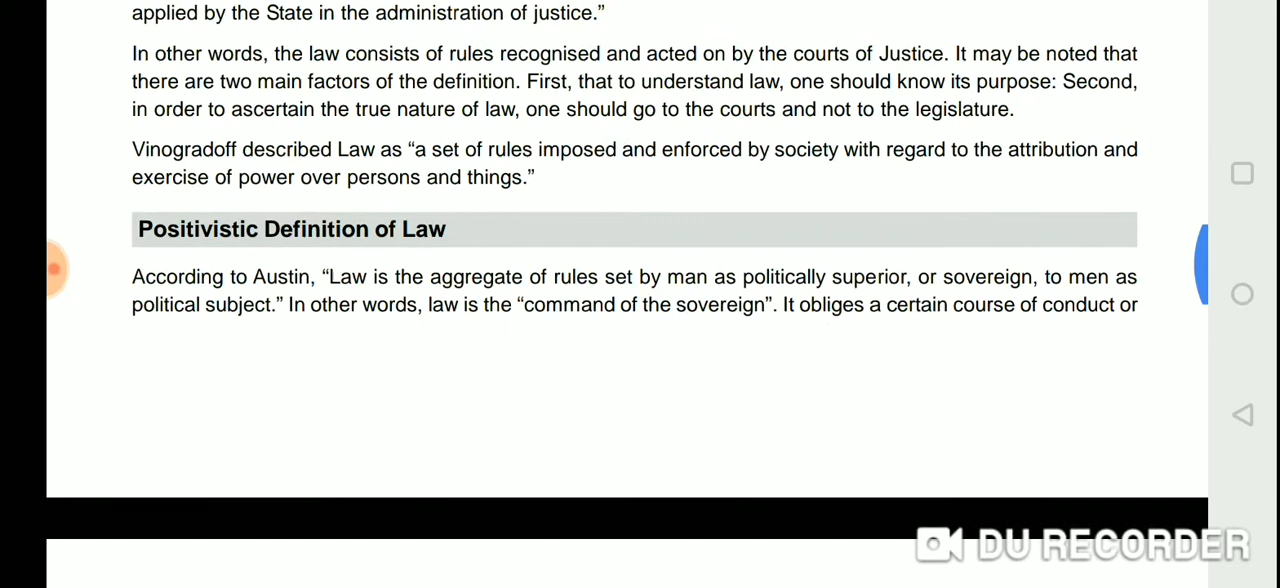 applied by the State in the administration of justice.”
In other words, the law consists of rules recognised and acted on by the courts of Justice. It may be noted that
there are two main factors of the definition. First, that to understand law, one should know its purpose: Second,
in order to ascertain the true nature of law, one should go to the courts and not to the legislature.
Vinogradoff described Law as “a set of rules imposed and enforced by society with regard to the attribution and
exercise of power over persons and things.”
Positivistic Definition of Law
According to Austin, “Law is the aggregate of rules set by man as politically superior, or sovereign, to men as
political subject.” In other words, law is the “command of the sovereign”. It obliges a certain course of conduct or
DU RECORDER